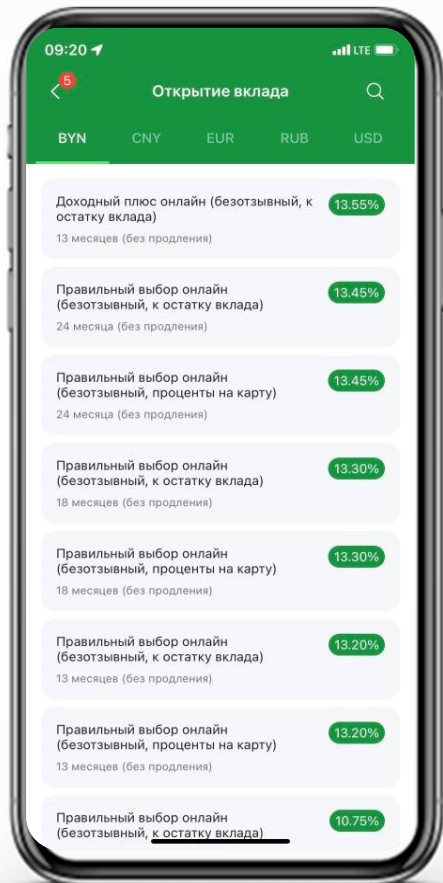 09:20
LTE
5
Открытие вклада
BYN CNY EUR RUB USD
Доходный плюс онлайн (безотзывный, к
остатку вклада)
13.55%
13 месяцев (без продления)
Правильный выбор онлайн
(безотзывный, к остатку вклада)
13.45%
24 месяца (без продления)
Правильный выбор онлайн
(безотзывный, проценты на карту)
13.45%
24 месяца (без продления)
Правильный выбор онлайн
(безотзывный, к остатку вклада)
13.30%
18 месяцев (без продления)
Правильный выбор онлайн
(безотзывный, проценты на карту)
13.30%
18 месяцев (без продления)
Правильный выбор онлайн
(безотзывный, к остатку вклада)
13.20%
13 месяцев (без продления)
Правильный выбор онлайн
(безотзывный, проценты на карту)
13.20%
13 месяцев (без продления)
Правильный выбор онлайн
(безотзывный, к остатку вклада)
10.75%